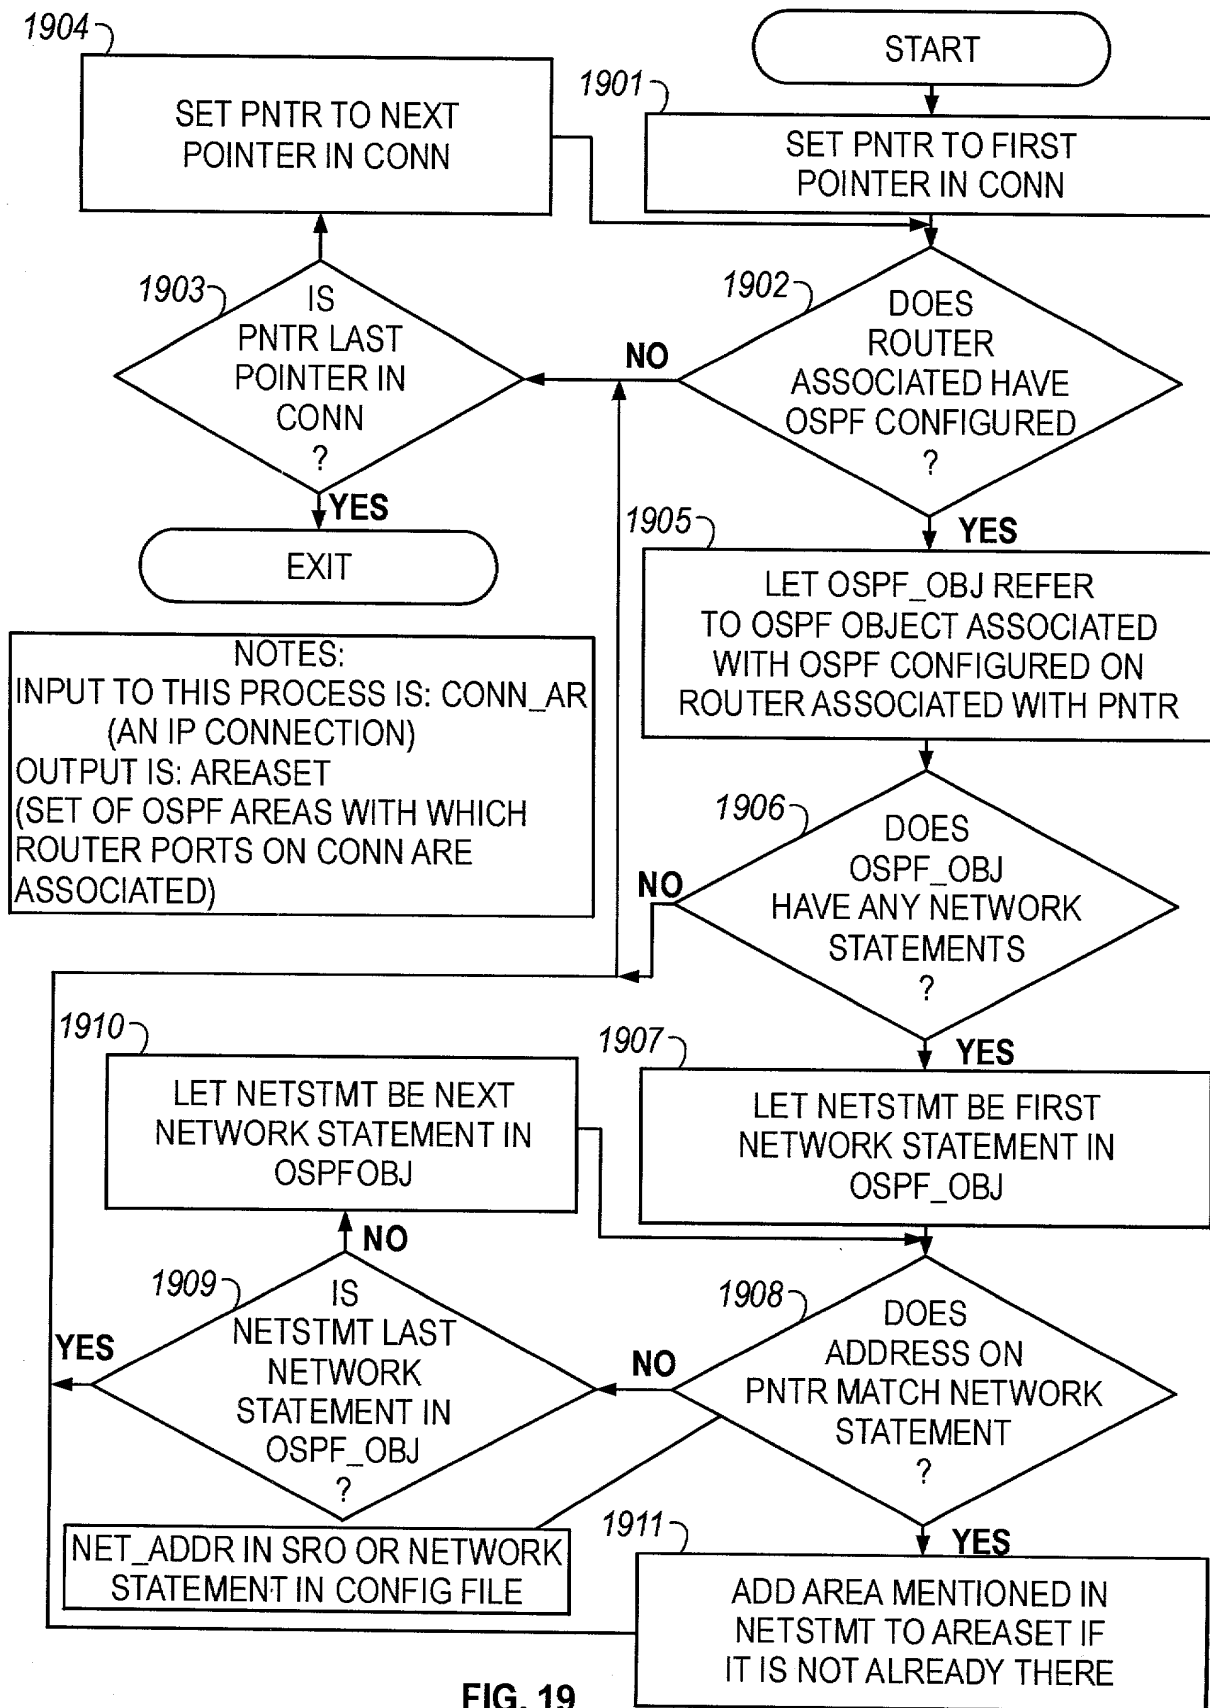 START
1901
SET PNTR TO FIRST
POINTER IN CONN
1904
SET PNTR TO NEXT
POINTER IN CONN
1902
DOES
ROUTER
ASSOCIATED HAVE
OSPF CONFIGURED
?
NO
YES
1903
IS
PNTR LAST
POINTER IN
CONN
?
YES
EXIT
1905
LET OSPF_OBJ REFER
TO OSPF OBJECT ASSOCIATED
WITH OSPF CONFIGURED ON
ROUTER ASSOCIATED WITH PNTR
NOTES:
INPUT TO THIS PROCESS IS: CONN_AR
(AN IP CONNECTION)
OUTPUT IS: AREASET
(SET OF OSPF AREAS WITH WHICH
ROUTER PORTS ON CONN ARE
ASSOCIATED)
1906
DOES
OSPF_OBJ
HAVE ANY NETWORK
STATEMENTS
?
NO
YES
1907
LET NETSTMT BE FIRST
NETWORK STATEMENT IN
OSPF_OBJ
1910
LET NETSTMT BE NEXT
NETWORK STATEMENT IN
OSPFOBJ
NO
1909
IS
NETSTMT LAST
NETWORK
STATEMENT IN
OSPF_OBJ
?
YES
1908
DOES
ADDRESS ON
PNTR MATCH NETWORK
STATEMENT
?
NO
YES
NET_ADDR IN SRO OR NETWORK
STATEMENT IN CONFIG FILE
1911
ADD AREA MENTIONED IN
NETSTMT TO AREASET IF
IT IS NOT ALREADY THERE
FIG. 19